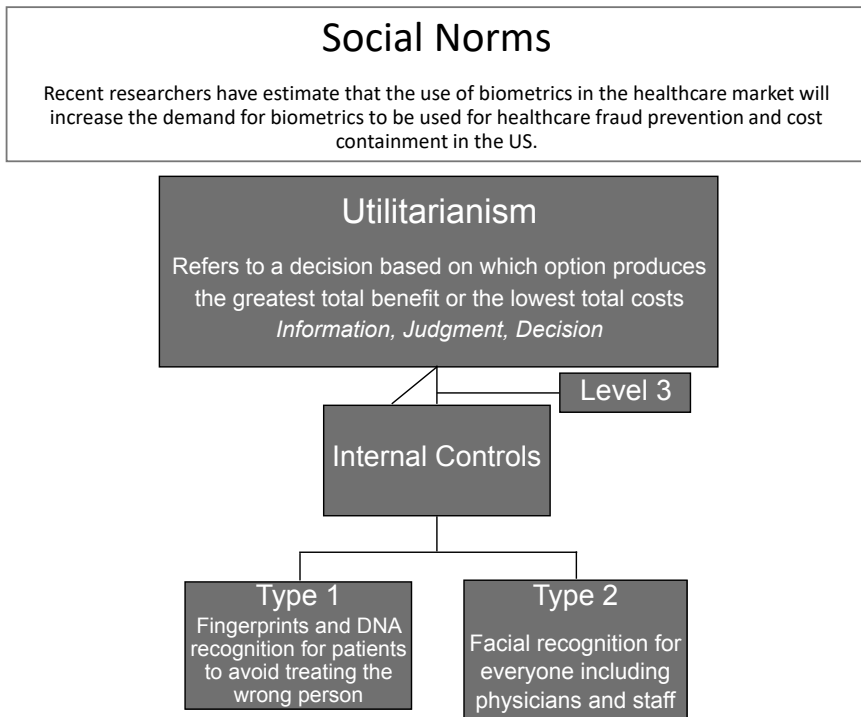 Social Norms
Recent researchers have estimate that the use of biometrics in the healthcare market will
increase the demand for biometrics to be used for healthcare fraud prevention and cost
containment in the US.
Utilitarianism
Refers to a decision based on which option produces
the greatest total benefit or the lowest total costs
Information, Judgment, Decision
Level 3
Internal Controls
Type 1
Fingerprints and DNA
recognition for patients
to avoid treating the
wrong person
Type 2
Facial recognition for
everyone including
physicians and staff